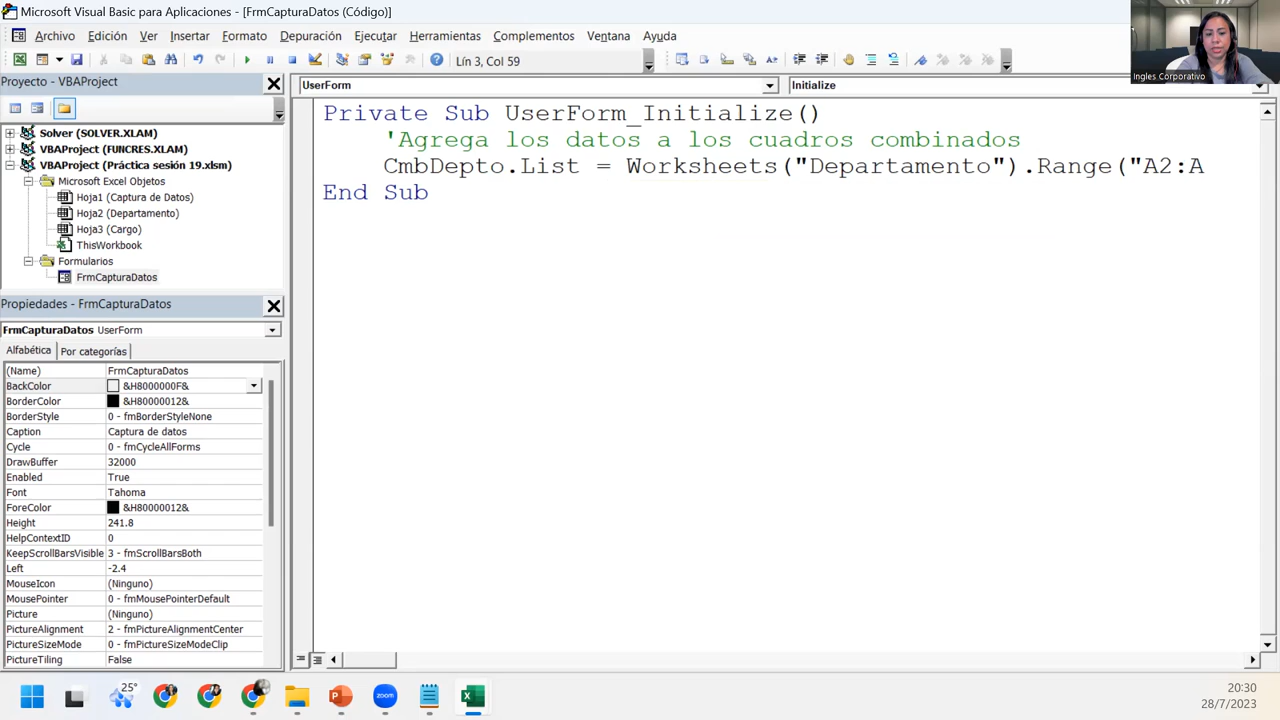 Microsoft Visual Basic para Aplicaciones - [FrmCapturaDatos (Código)]
Archivo Edición Ver Insertar Formato Depuración Ejecutar Herramientas Complementos Ventana Ayuda
Lín 3, Col 59
Ingles Corporativo
Proyecto - VBAProject
Solver (SOLVER.XLAM)
VBAProject (FUNCRES.XLAM)
VBAProject (Práctica sesión 19.xlsm)
Microsoft Excel Objetos
Hoja1 (Captura de Datos)
Hoja2 (Departamento)
Hoja3 (Cargo)
ThisWorkbook
Formularios
FrmCapturaDatos
Propiedades - FrmCapturaDatos
FrmCapturaDatos UserForm
Alfabética Por categorías
(Name) FrmCapturaDatos
BackColor &H8000000F&
BorderColor &H80000012&
BorderStyle 0 - fmBorderStyleNone
Caption Captura de datos
Cycle 0 - fmCycleAllForms
DrawBuffer 32000
Enabled True
Font Tahoma
ForeColor &H80000012&
Height 241.8
HelpContextID 0
KeepScrollBarsVisible 3 - fmScrollBarsBoth
Left -2.4
MouseIcon (Ninguno)
MousePointer 0 - fmMousePointerDefault
Picture (Ninguno)
PictureAlignment 2 - fmPictureAlignmentCenter
PictureSizeMode 0 - fmPictureSizeModeClip
PictureTiling False
UserForm Initialize
Private Sub UserForm_Initialize()
'Agrega los datos a los cuadros combinados
CmbDepto.List = Worksheets("Departamento").Range("A2:A
End Sub
25°
zoom
20:30
28/7/2023